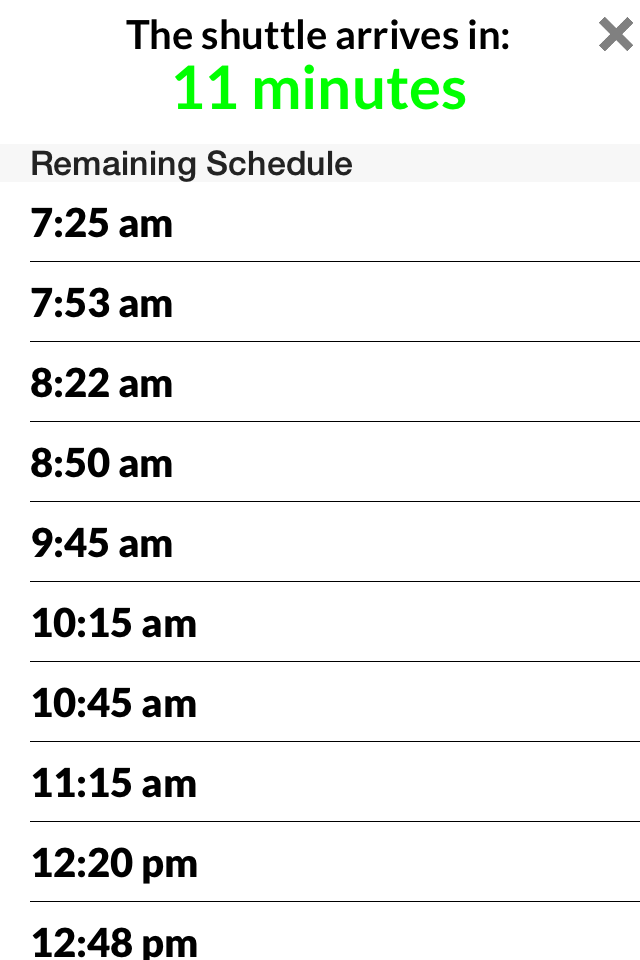 The shuttle arrives in:
11 minutes
Remaining Schedule
7:25 am
7:53 am
8:22 am
8:50 am
9:45 am
10:15 am
10:45 am
11:15 am
12:20 pm
12:48 pm